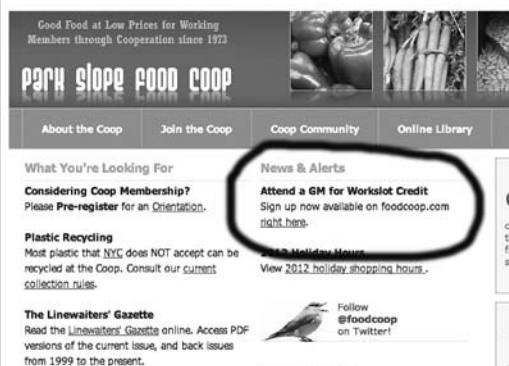 Good Food at Low Prices for Working
Members through Cooperation since 1973
Park Slope Food Coop
About the Coop
Join the Coop
Coop Community
Online Library
What You're Looking For
Considering Coop Membership?
Please Pre-register for an Orientation.
Plastic Recycling
Most plastic that NYC does NOT accept can be
recycled at the Coop. Consult our current
collection rules.
The Linewaiters' Gazette
Read the Linewaiters' Gazette online. Access PDF
versions of the current issue, and back issues
from 1999 to the present.
News & Alerts
Attend a GM for Workslot Credit
Sign up now available on foodcoop.com
right here.
2012 Holiday Hours
View 2012 holiday shopping hours .
Follow
@foodcoop
on Twitter!